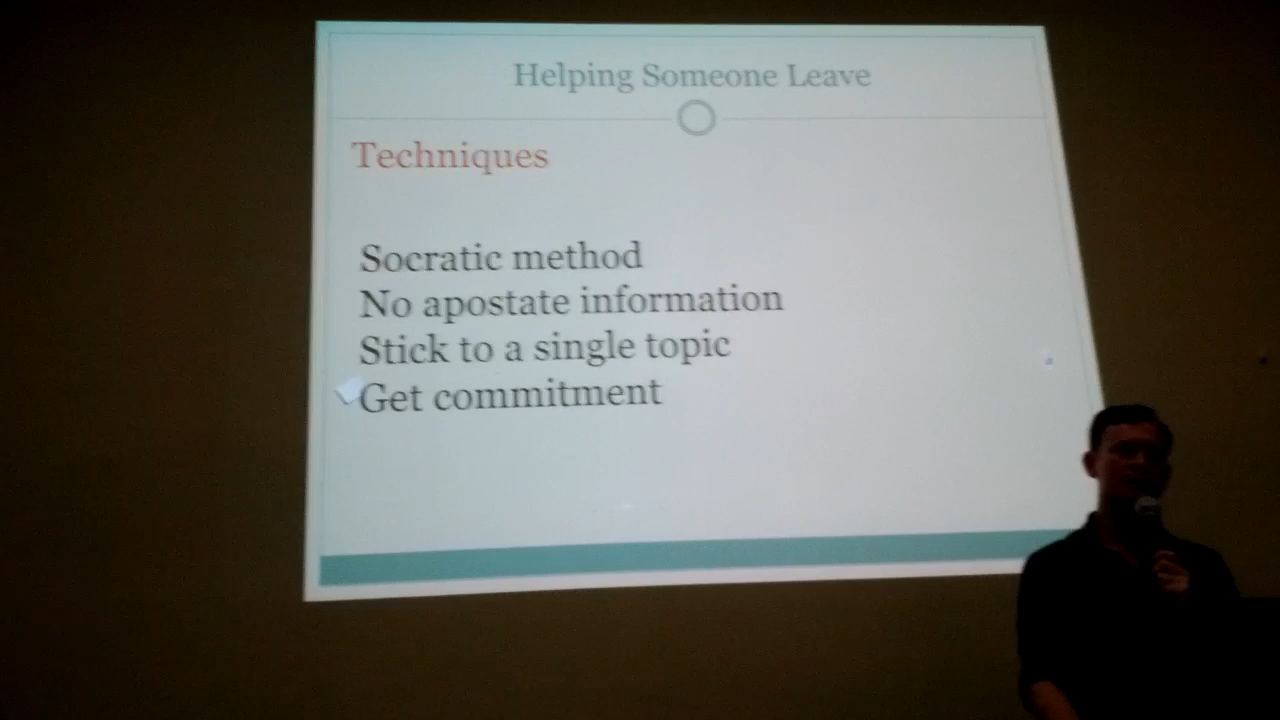 Helping Someone Leave
Techniques
Socratic method
No apostate information
Stick to a single topic
Get commitment